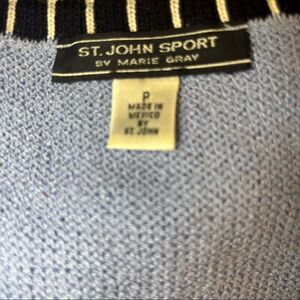 ST. JOHN SPORT
BY MARIE GRAY
P
MADE IN
MEXICO
BY
ST. JOHN